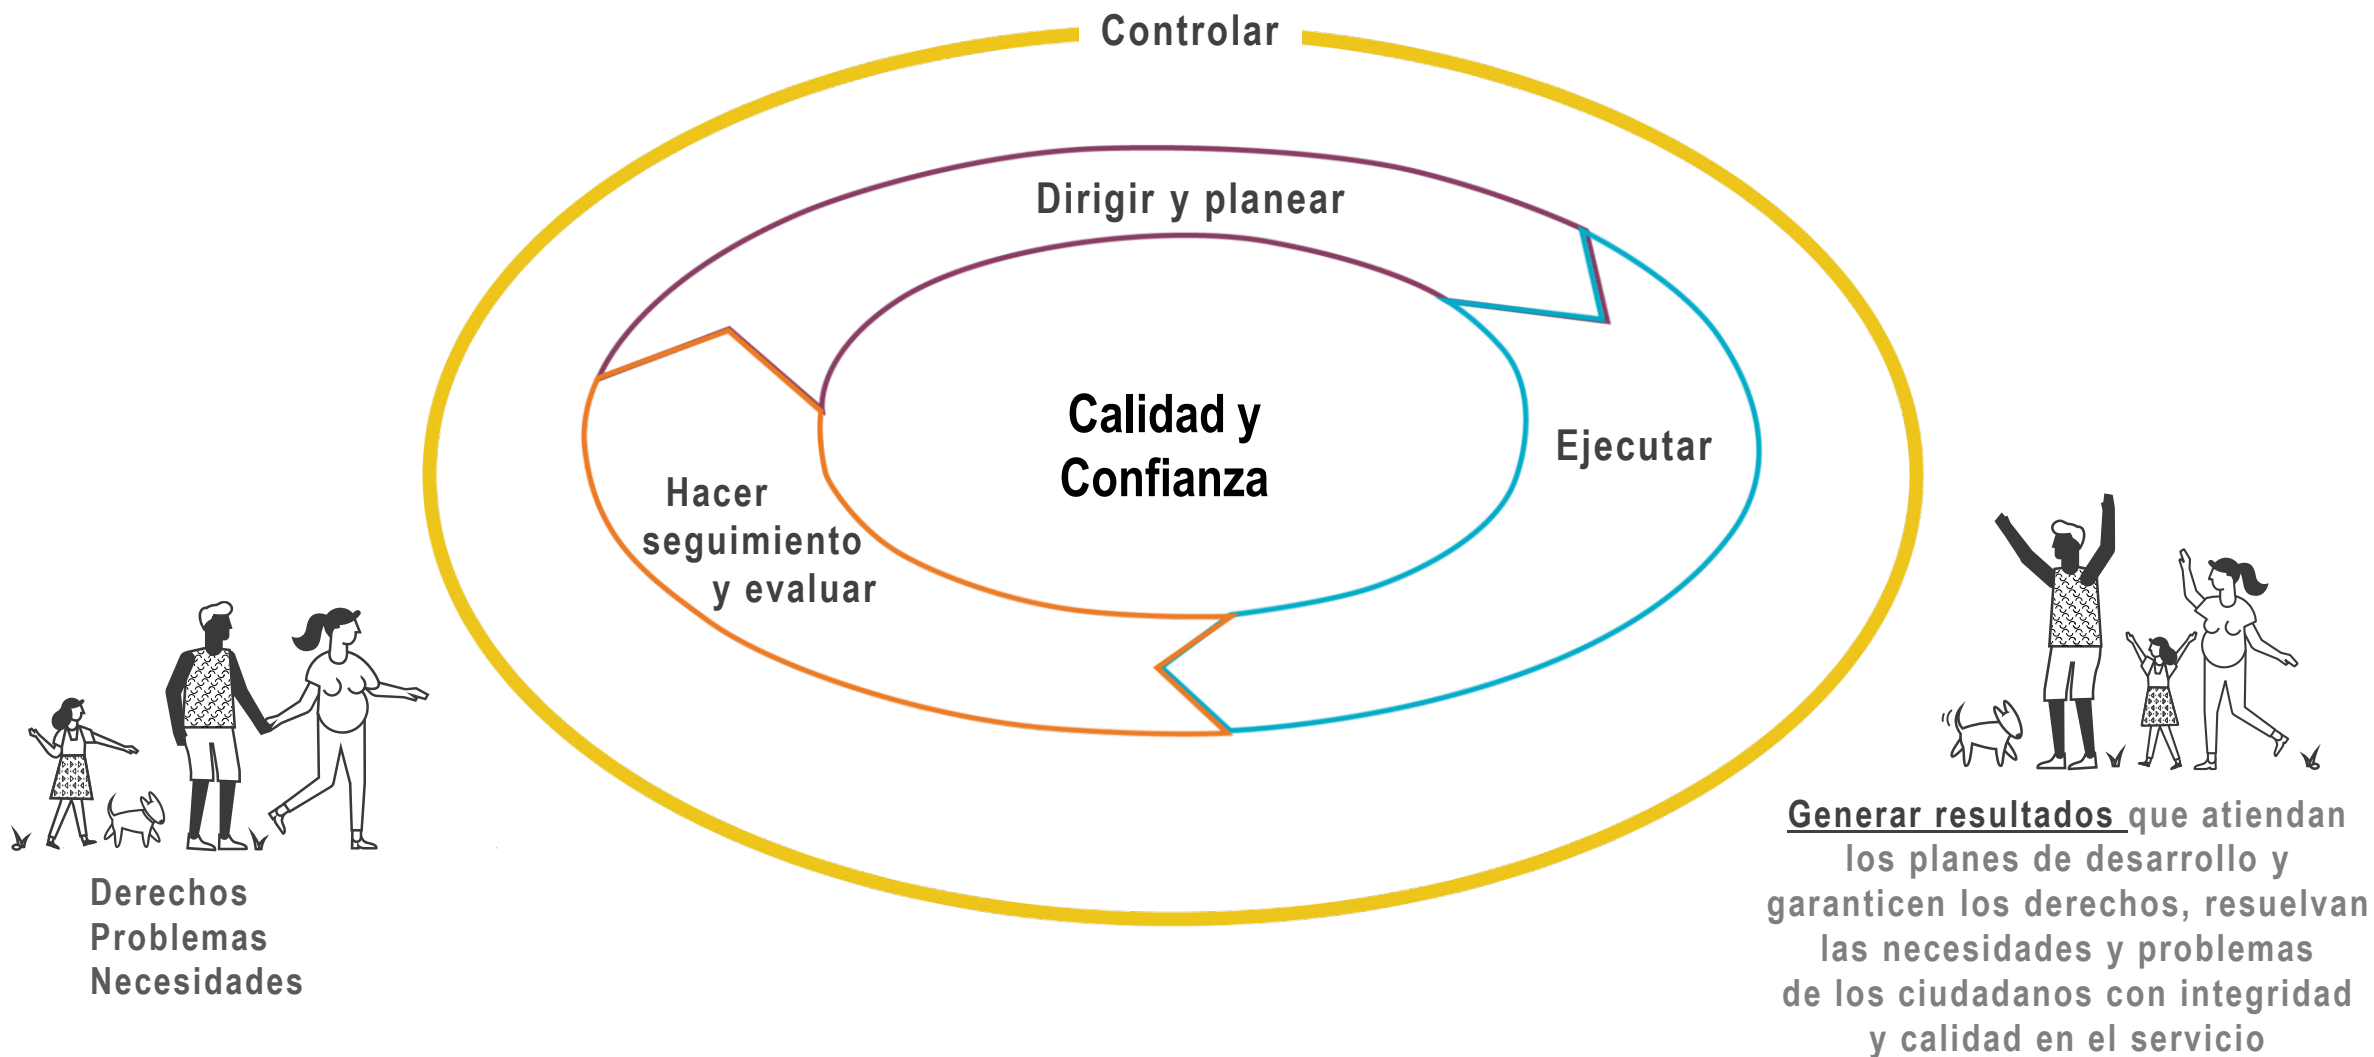 Controlar
Dirigir y planear
Calidad y
Confianza
Ejecutar
Hacer
seguimiento
y evaluar
Derechos
Problemas
Necesidades
Generar resultados que atiendan
los planes de desarrollo y
garanticen los derechos, resuelvan
las necesidades y problemas
de los ciudadanos con integridad
y calidad en el servicio